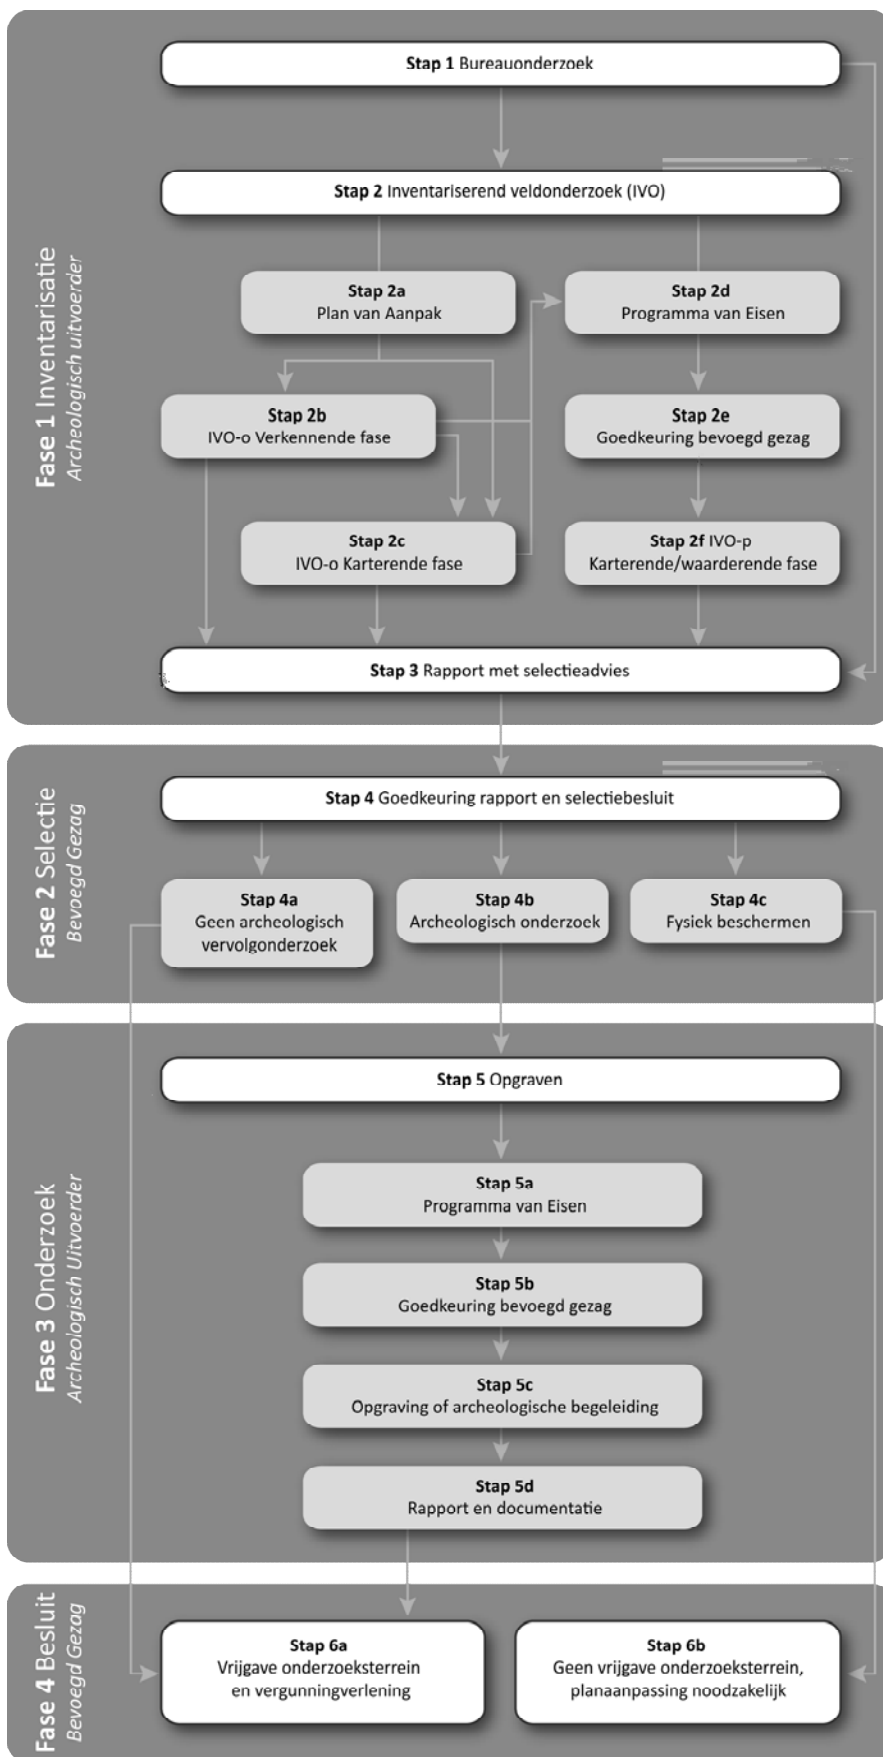 Fase 1 Inventarisatie
Archeologisch uitvoerder
Stap 1 Bureauonderzoek
Stap 2 Inventariserend veldonderzoek (IVO)
Stap 2a
Plan van Aanpak
Stap 2d
Programma van Eisen
Stap 2b
IVO-o Verkennende fase
Stap 2e
Goedkeuring bevoegd gezag
Stap 2c
IVO-o Karterende fase
Stap 2f IVO-p
Karterende/waarderende fase
Stap 3 Rapport met selectieadvies
Fase 2 Selectie
Bevoegd Gezag
Stap 4 Goedkeuring rapport en selectiebesluit
Stap 4a
Geen archeologisch
vervolgonderzoek
Stap 4b
Archeologisch onderzoek
Stap 4c
Fysiek beschermen
Fase 3 Onderzoek
Archeologisch Uitvoerder
Stap 5 Opgraven
Stap 5a
Programma van Eisen
Stap 5b
Goedkeuring bevoegd gezag
Stap 5c
Opgraving of archeologische begeleiding
Stap 5d
Rapport en documentatie
Fase 4 Besluit
Bevoegd Gezag
Stap 6a
Vrijgave onderzoeksterrein
en vergunningverlening
Stap 6b
Geen vrijgave onderzoeksterrein,
planaanpassing noodzakelijk